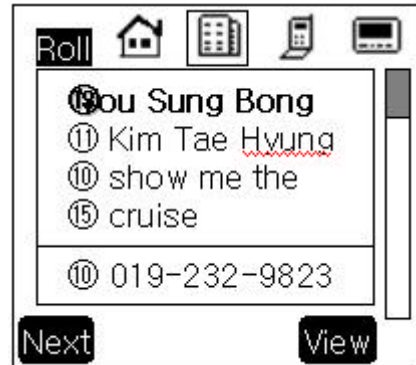 Roll
You Sung Bong
⑪ Kim Tae Hyung
⑩ show me the
⑮ cruise
⑩ 019-232-9823
Next View